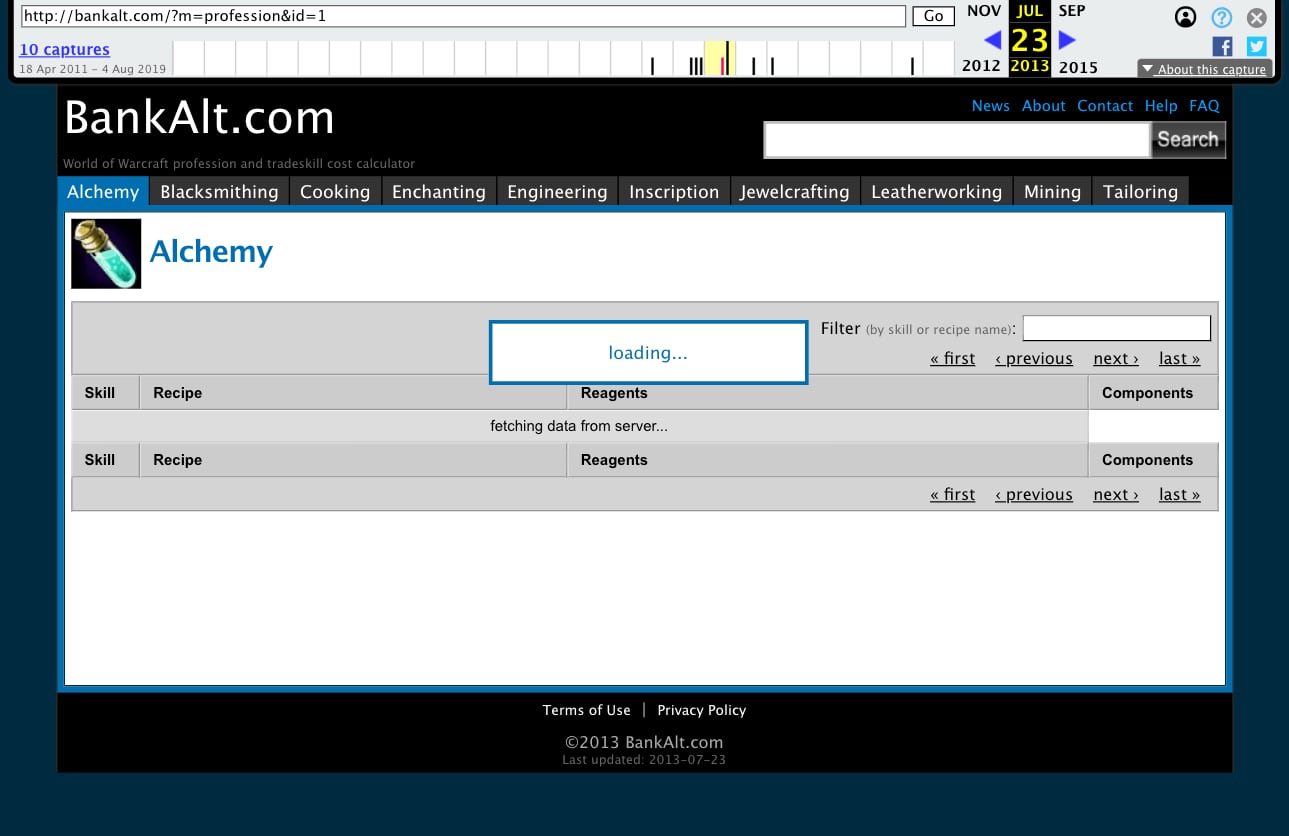 http://bankalt.com/?m=profession&id=1 Go NOV JUL SEP
10 captures 23
18 Apr 2011 – 4 Aug 2019 2012 2013 2015 About this capture
BankAlt.com News About Contact Help FAQ
Search
World of Warcraft profession and tradeskill cost calculator
Alchemy Blacksmithing Cooking Enchanting Engineering Inscription Jewelcrafting Leatherworking Mining Tailoring
Alchemy
Filter (by skill or recipe name):
loading...
« first ‹ previous next › last »
Skill Recipe Reagents Components
fetching data from server...
Skill Recipe Reagents Components
« first ‹ previous next › last »
Terms of Use | Privacy Policy
©2013 BankAlt.com
Last updated: 2013-07-23